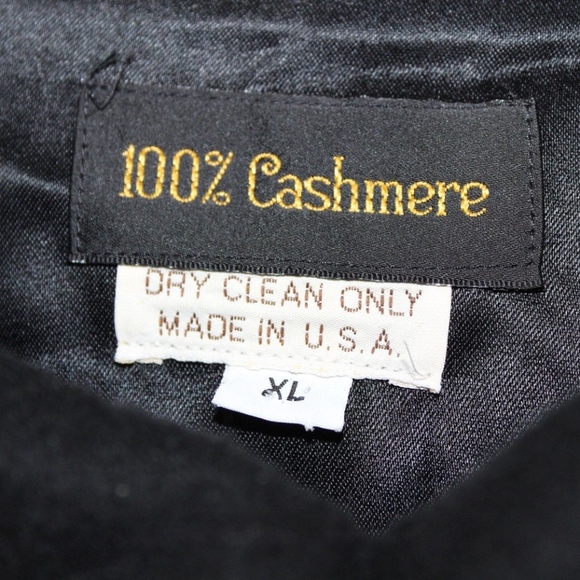 100% Cashmere
DRY CLEAN ONLY
MADE IN U.S.A.
XL